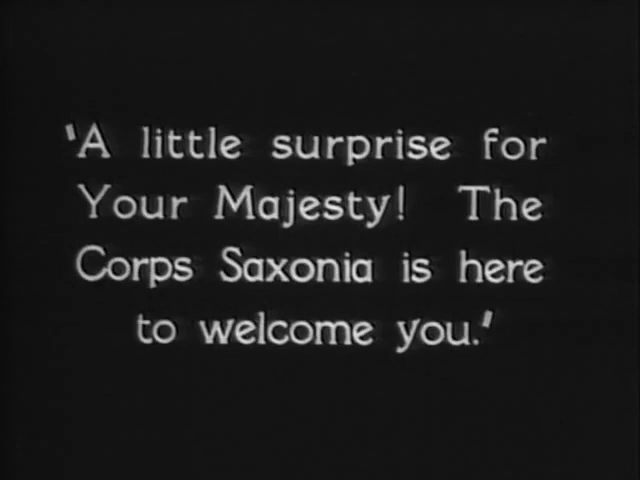 'A little surprise for
Your Majesty! The
Corps Saxonia is here
to welcome you.'